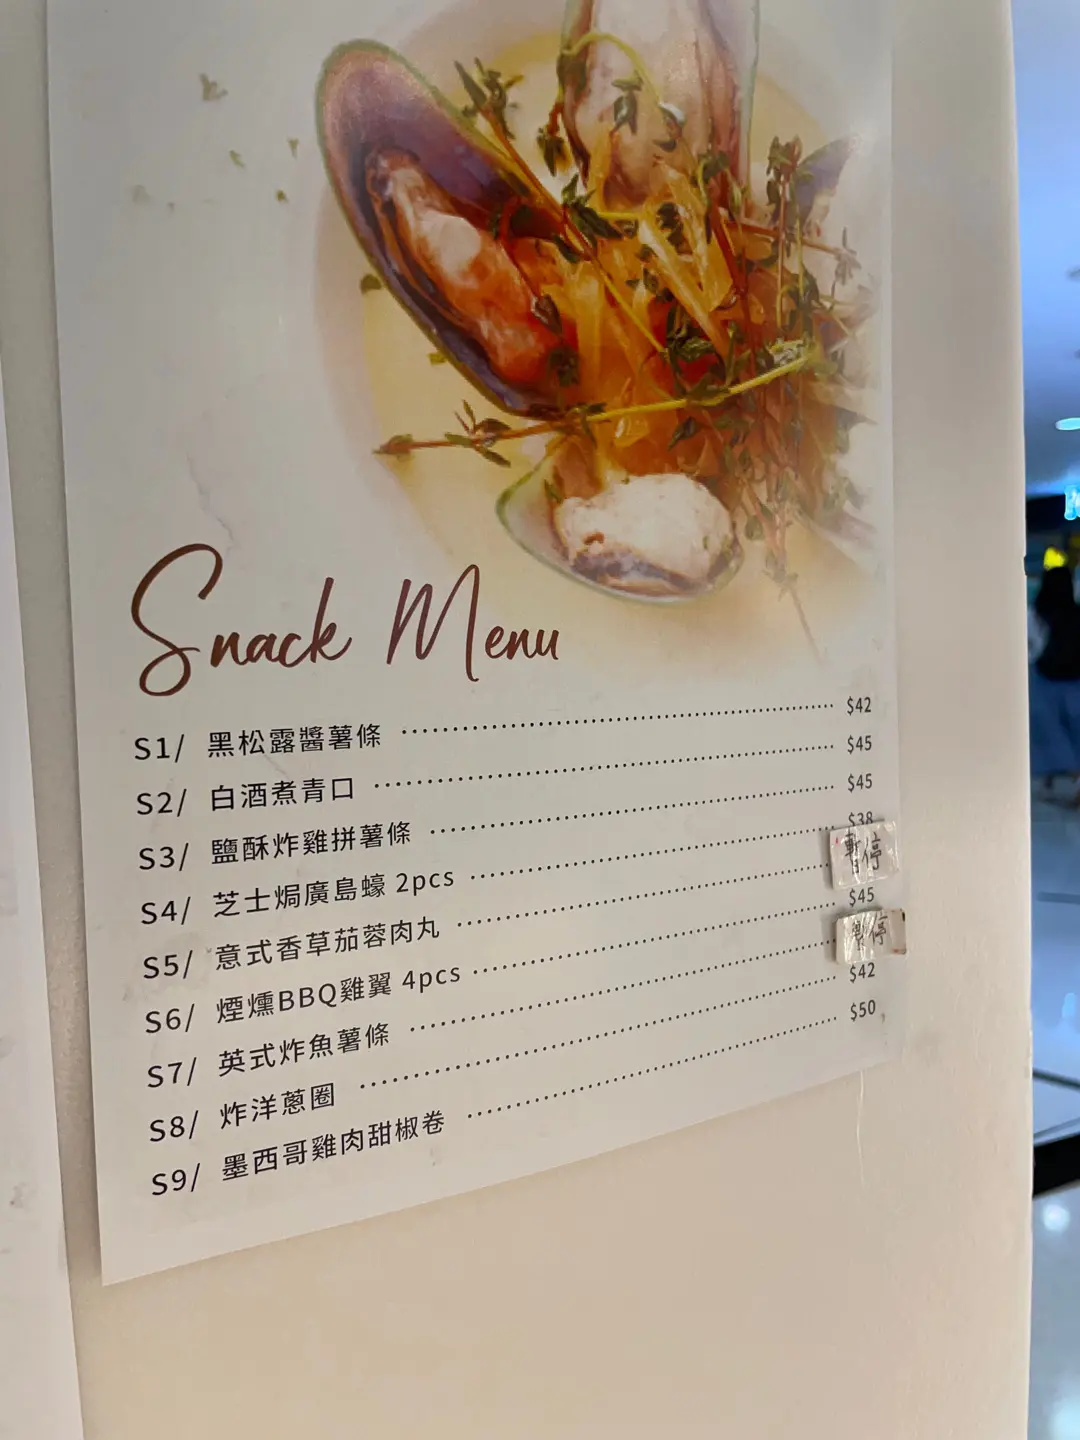 Snack Menu
S1/ 黑松露醬薯條 $42
S2/ 白酒煮青口 $45
S3/ 鹽酥炸雞拼薯條 $45
S4/ 芝士焗廣島蠔 2pcs $38
S5/ 意式香草茄蓉肉丸 暫停
S6/ 煙燻BBQ雞翼 4pcs $45
S7/ 英式炸魚薯條 暫停
S8/ 炸洋蔥圈 $42
S9/ 墨西哥雞肉甜椒卷 $50